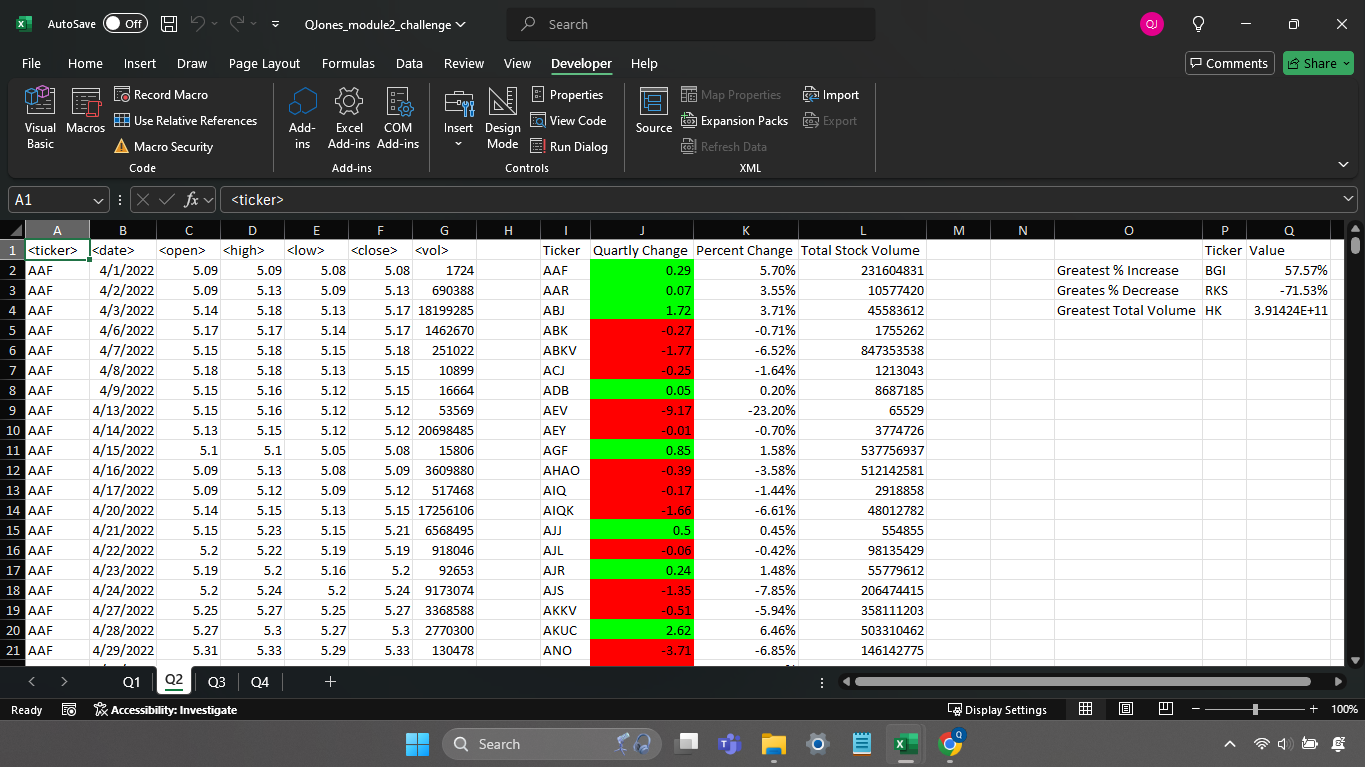 AutoSave Off QJones_module2_challenge Search QJ
File Home Insert Draw Page Layout Formulas Data Review View Developer Help Comments Share
Visual Basic
Macros
Record Macro
Use Relative References
Macro Security
Code
Add-ins
Excel Add-ins
COM Add-ins
Add-ins
Insert
Design Mode
Properties
View Code
Run Dialog
Controls
Source
Map Properties
Expansion Packs
Refresh Data
Import
Export
XML
A1 fx <ticker>
A B C D E F G H I J K L M N O P Q
1 <ticker> <date> <open> <high> <low> <close> <vol> Ticker Quartly Change Percent Change Total Stock Volume Ticker Value
2 AAF 4/1/2022 5.09 5.09 5.08 5.08 1724 AAF 0.29 5.70% 231604831 Greatest % Increase BGI 57.57%
3 AAF 4/2/2022 5.09 5.13 5.09 5.13 690388 AAR 0.07 3.55% 10577420 Greates % Decrease RKS -71.53%
4 AAF 4/3/2022 5.14 5.18 5.13 5.17 18199285 ABJ 1.72 3.71% 45583612 Greatest Total Volume HK 3.91424E+11
5 AAF 4/6/2022 5.17 5.17 5.14 5.17 1462670 ABK -0.27 -0.71% 1755262
6 AAF 4/7/2022 5.15 5.18 5.15 5.18 251022 ABKV -1.77 -6.52% 847353538
7 AAF 4/8/2022 5.18 5.18 5.13 5.15 10899 ACJ -0.25 -1.64% 1213043
8 AAF 4/9/2022 5.15 5.16 5.12 5.15 16664 ADB 0.05 0.20% 8687185
9 AAF 4/13/2022 5.15 5.16 5.12 5.12 53569 AEV -9.17 -23.20% 65529
10 AAF 4/14/2022 5.13 5.15 5.12 5.12 20698485 AEY -0.01 -0.70% 3774726
11 AAF 4/15/2022 5.1 5.1 5.05 5.08 15806 AGF 0.85 1.58% 537756937
12 AAF 4/16/2022 5.09 5.13 5.08 5.09 3609880 AHAO -0.39 -3.58% 512142581
13 AAF 4/17/2022 5.09 5.12 5.09 5.12 517468 AIQ -0.17 -1.44% 2918858
14 AAF 4/20/2022 5.14 5.15 5.13 5.15 17256106 AIQK -1.66 -6.61% 48012782
15 AAF 4/21/2022 5.15 5.23 5.15 5.21 6568495 AJJ 0.5 0.45% 554855
16 AAF 4/22/2022 5.2 5.22 5.19 5.19 918046 AJL -0.06 -0.42% 98135429
17 AAF 4/23/2022 5.19 5.2 5.16 5.2 92653 AJR 0.24 1.48% 55779612
18 AAF 4/24/2022 5.2 5.24 5.2 5.24 9173074 AJS -1.35 -7.85% 206474415
19 AAF 4/27/2022 5.25 5.27 5.25 5.27 3368588 AKKV -0.51 -5.94% 358111203
20 AAF 4/28/2022 5.27 5.3 5.27 5.3 2770300 AKUC 2.62 6.46% 503310462
21 AAF 4/29/2022 5.31 5.33 5.29 5.33 130478 ANO -3.71 -6.85% 146142775
Q1 Q2 Q3 Q4
Ready Accessibility: Investigate Display Settings 100%
Search Q